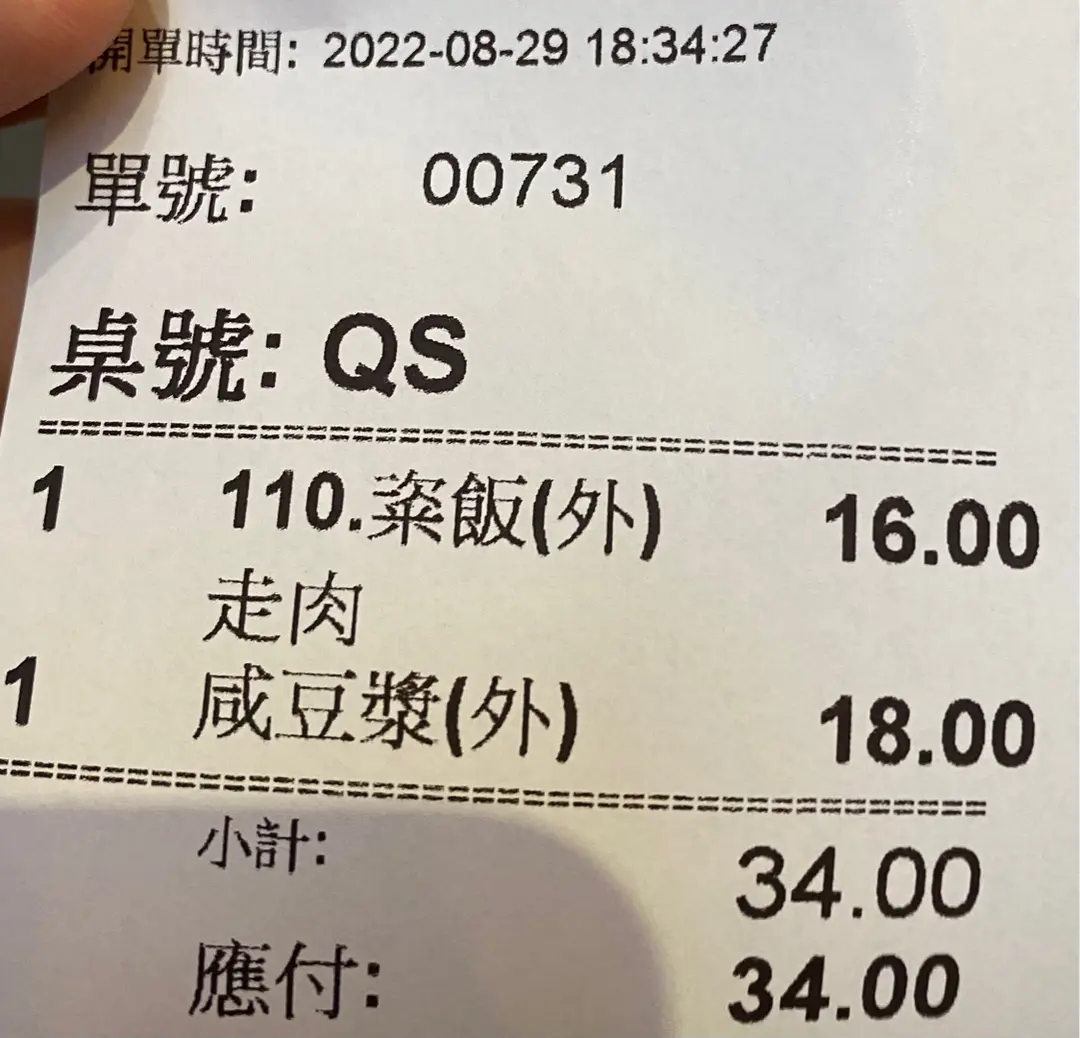 開單時間: 2022-08-29 18:34:27
單號: 00731
桌號: QS
1 110.粢飯(外) 16.00
走肉
1 咸豆漿(外) 18.00
小計: 34.00
應付: 34.00